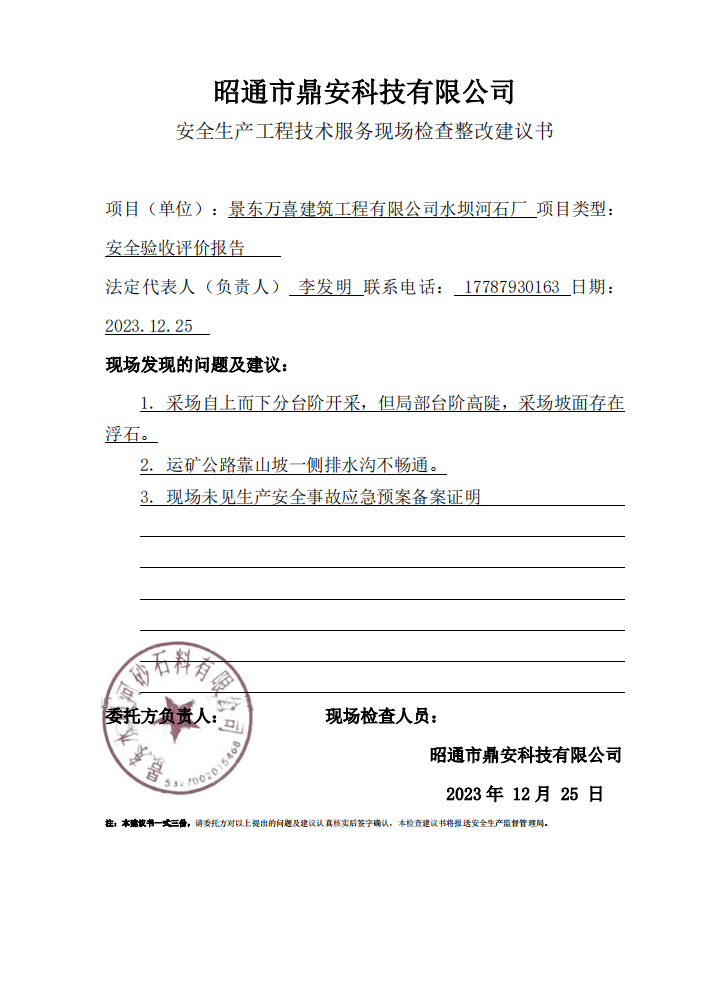 昭通市鼎安科技有限公司
安全生产工程技术服务现场检查整改建议书
项目（单位）：景东万喜建筑工程有限公司水坝河石厂 项目类型：
安全验收评价报告
法定代表人（负责人） 李发明 联系电话： 17787930163 日期：
2023.12.25
现场发现的问题及建议：
1. 采场自上而下分台阶开采，但局部台阶高陡，采场坡面存在
浮石。
2. 运矿公路靠山坡一侧排水沟不畅通。
3. 现场未见生产安全事故应急预案备案证明
河砂石料有限公司
委托方负责人： 现场检查人员：
昭通市鼎安科技有限公司
2023 年 12 月 25 日
注：本建议书一式三份，请委托方对以上提出的问题及建议认真核实后签字确认，本检查建议书将报送安全生产监督管理局。